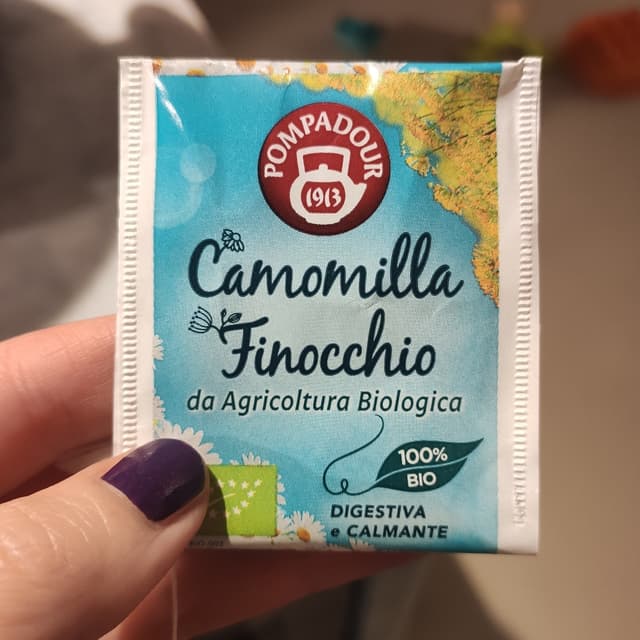 POMPADOUR
1913
Camomilla
Finocchio
da Agricoltura Biologica
100%
BIO
DIGESTIVA
e CALMANTE